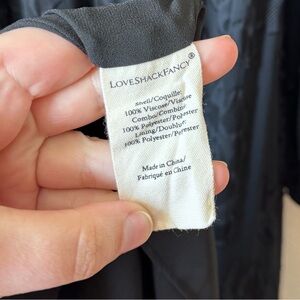 LOVESHACKFANCY®
Shell/Coquille:
100% Viscose/Viscose
Combo/Combin:
100% Polyester/Polyester
Lining/Doublure:
100% Polyester/Polyester
Made in China/
Fabriqué en Chine